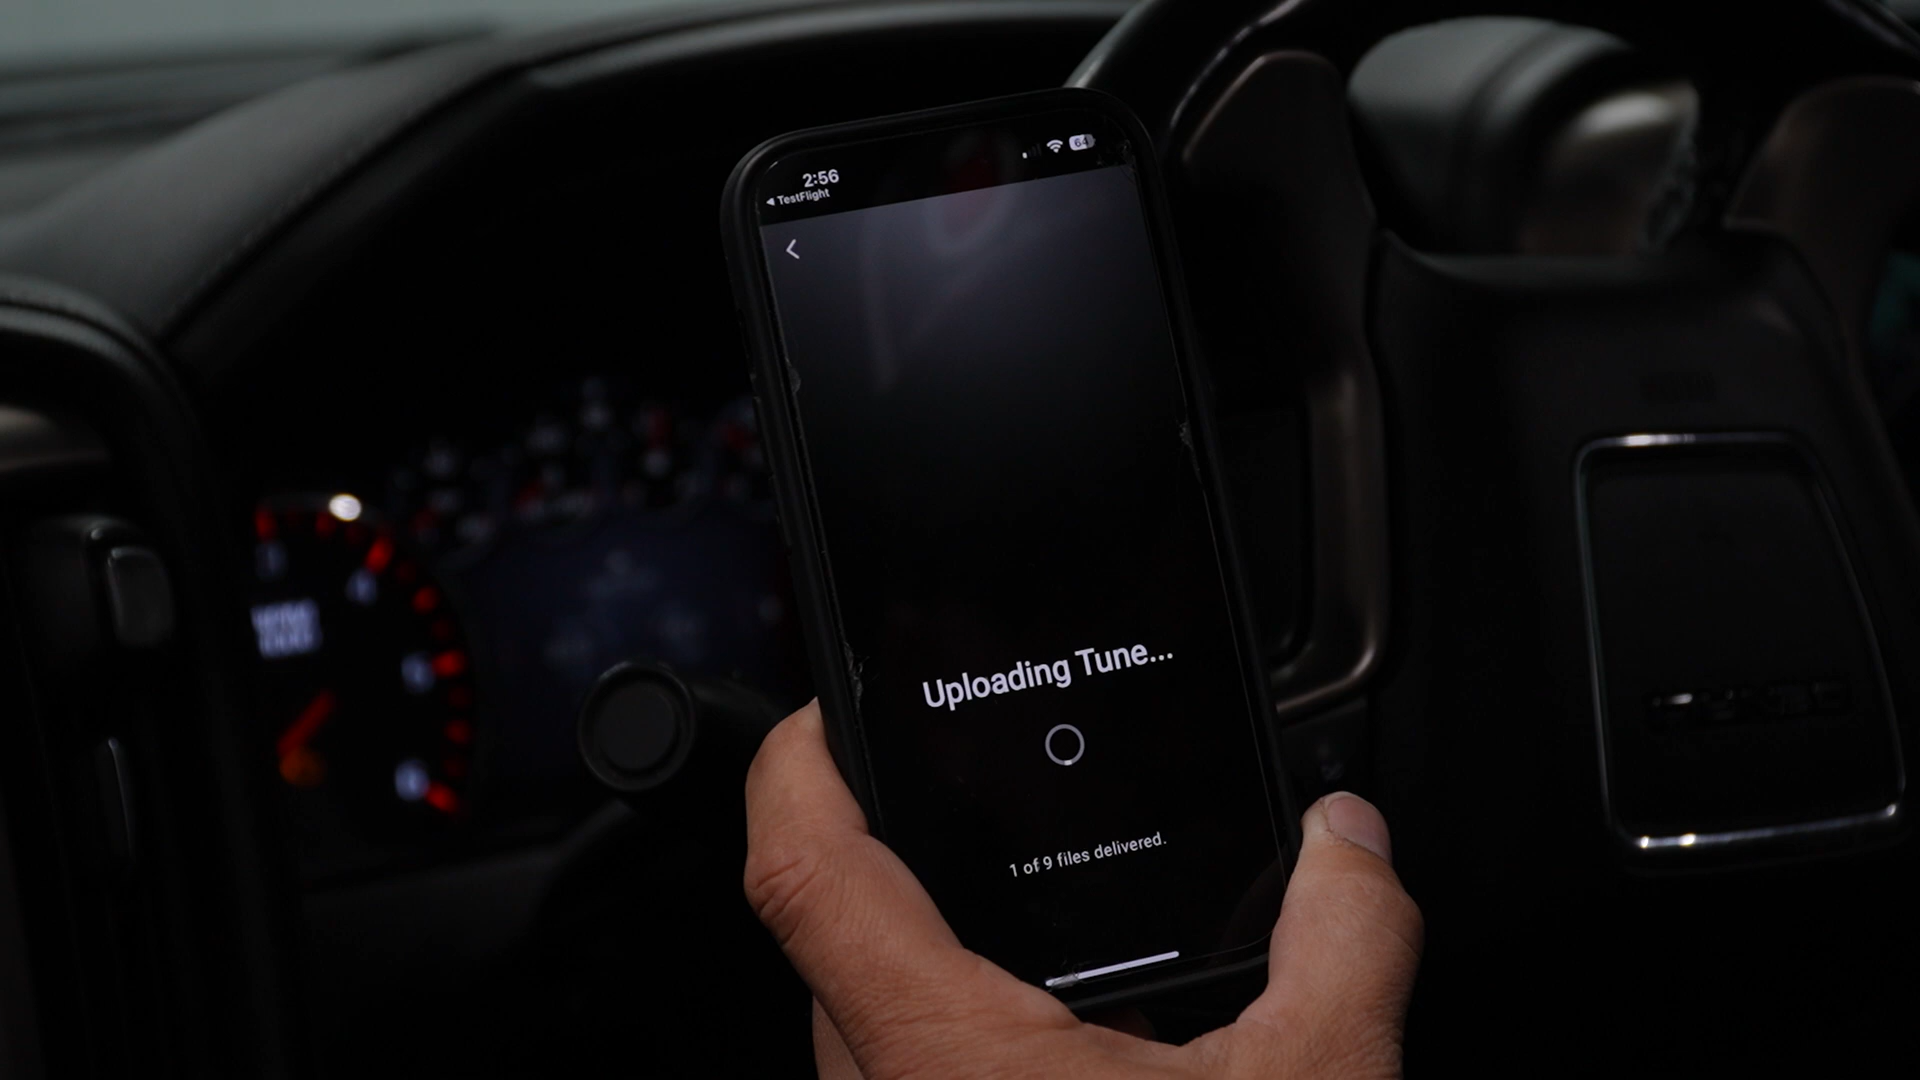 2:56
64
◀ TestFlight
Uploading Tune...
1 of 9 files delivered.